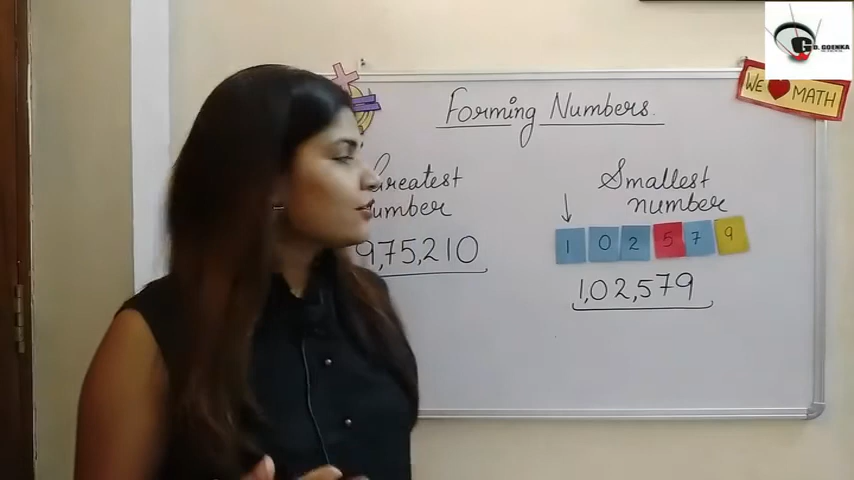 G D. GOENKA
WE MATH
Forming Numbers
Greatest
number
9,75,210
Smallest
number
1 0 2 5 7 9
1,02,579